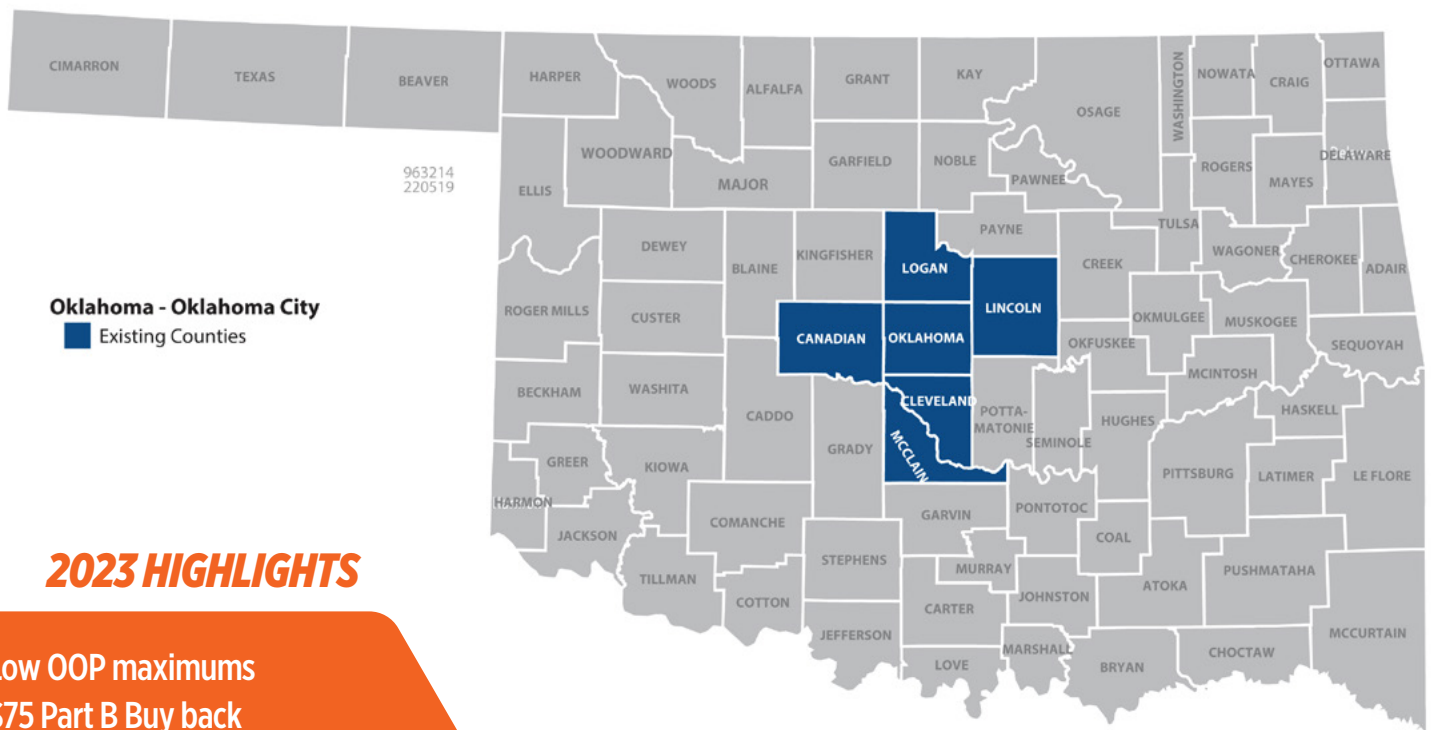 CIMARRON
TEXAS
BEAVER
HARPER
WOODS
ALFALFA
GRANT
KAY
OSAGE
WASHINGTON
NOWATA
CRAIG
OTTAWA
WOODWARD
ELLIS
MAJOR
GARFIELD
NOBLE
PAWNEE
ROGERS
MAYES
DELAWARE
963214
220519
DEWEY
BLAINE
KINGFISHER
LOGAN
PAYNE
CREEK
TULSA
WAGONER
CHEROKEE
ADAIR
Oklahoma - Oklahoma City
Existing Counties
ROGER MILLS
CUSTER
CANADIAN
OKLAHOMA
LINCOLN
OKFUSKEE
OKMULGEE
MUSKOGEE
SEQUOYAH
BECKHAM
WASHITA
CADDO
GRADY
CLEVELAND
MCCLAIN
POTTA-
MATONIE
SEMINOLE
HUGHES
MCINTOSH
HASKELL
GREER
KIOWA
PITTSBURG
LATIMER
LE FLORE
HARMON
JACKSON
COMANCHE
GARVIN
PONTOTOC
COAL
TILLMAN
COTTON
STEPHENS
MURRAY
JOHNSTON
ATOKA
PUSHMATAHA
JEFFERSON
CARTER
LOVE
MARSHALL
BRYAN
CHOCTAW
MCCURTAIN
2023 HIGHLIGHTS
OOP maximums
$75 Part B Buy back